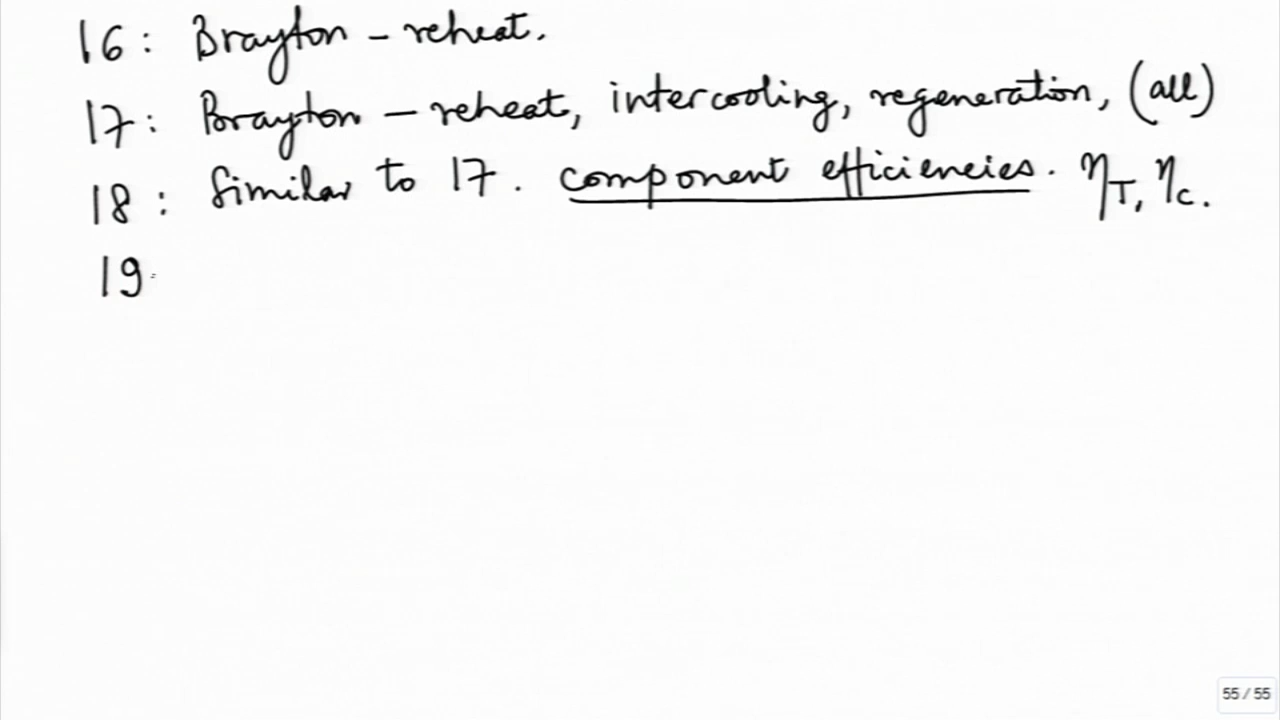 16: Brayton - reheat.
17: Brayton - reheat, intercooling, regeneration, (all)
18: Similar to 17. component efficiencies. ηT, ηc.
19
55 / 55